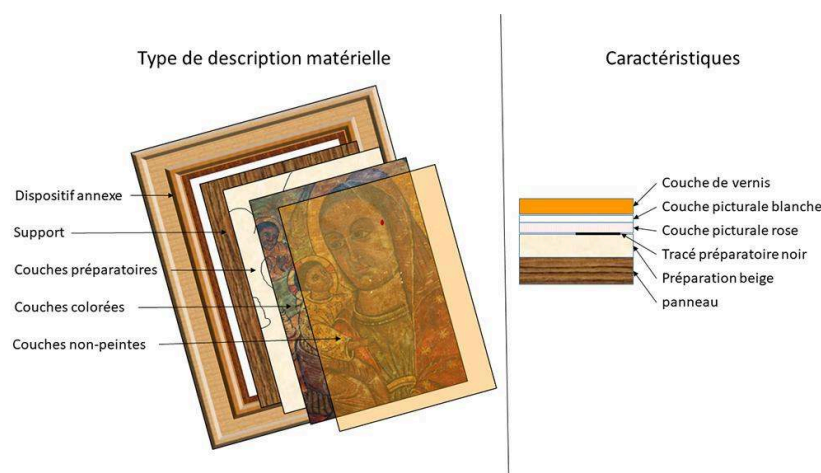 Type de description matérielle
Caractéristiques
Dispositif annexe
Support
Couches préparatoires
Couches colorées
Couches non-peintes
Couche de vernis
Couche picturale blanche
Couche picturale rose
Tracé préparatoire noir
Préparation beige
panneau